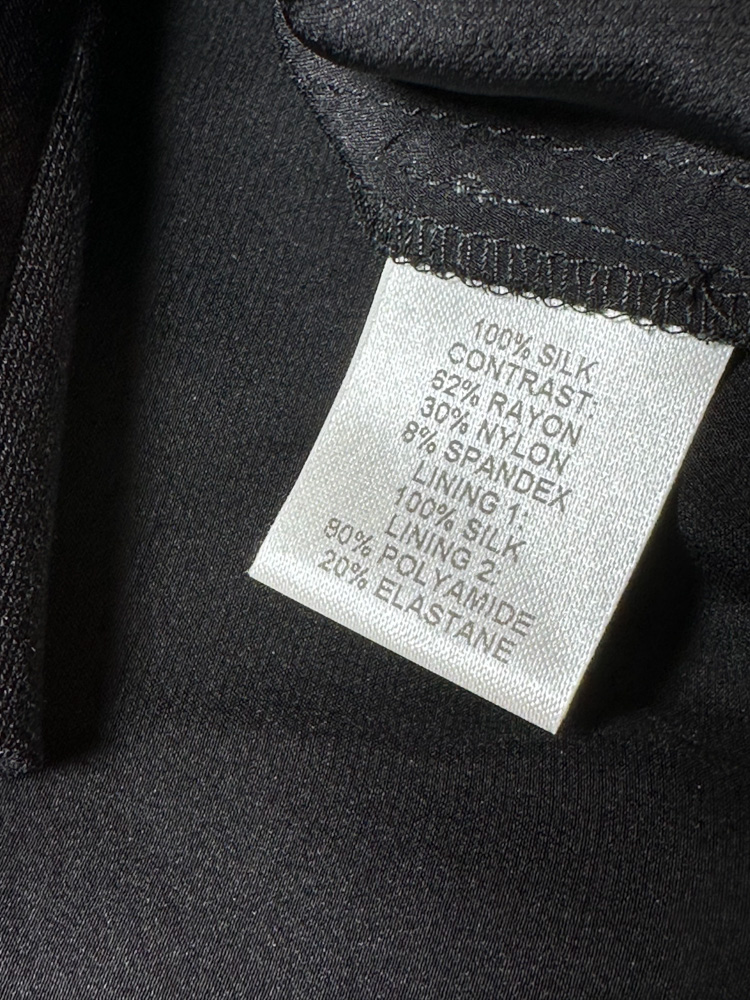 100% SILK
CONTRAST:
62% RAYON
30% NYLON
8% SPANDEX
LINING 1:
100% SILK
LINING 2:
80% POLYAMIDE
20% ELASTANE